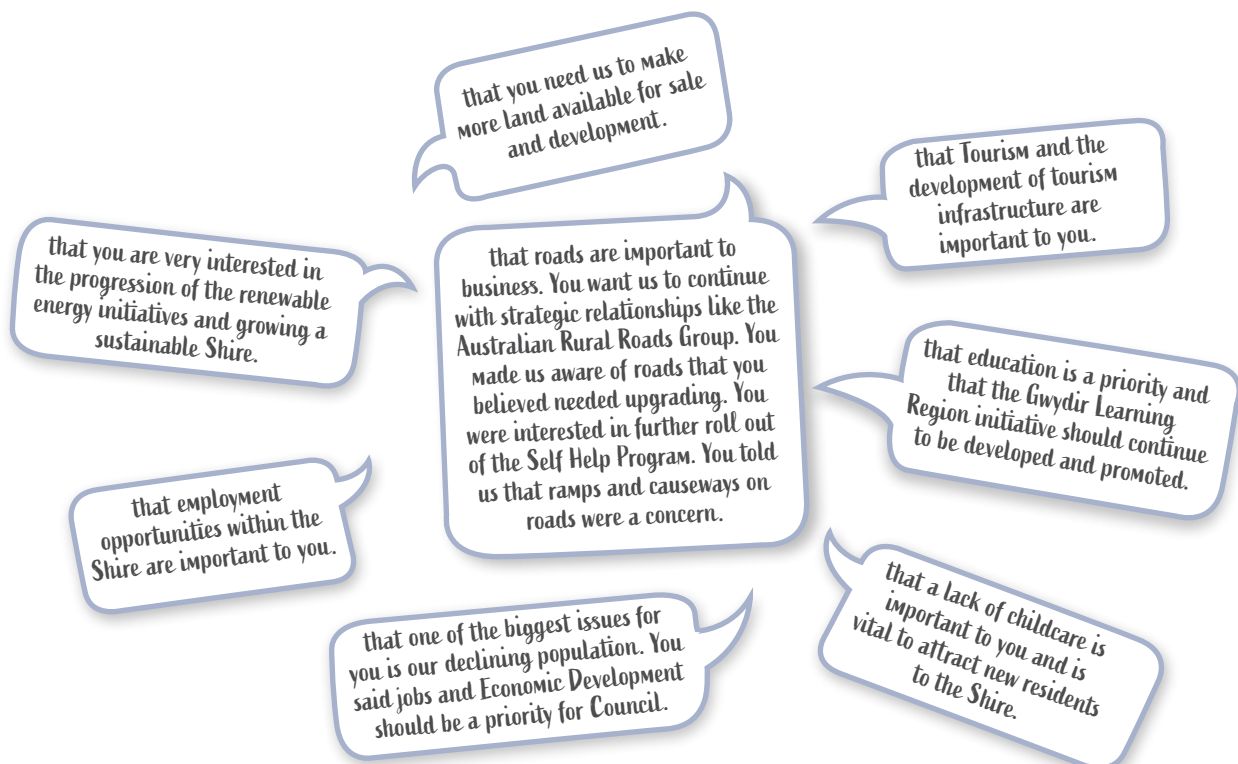 that you need us to make
more land available for sale
and development.
that Tourism and the
development of tourism
infrastructure are
important to you.
that you are very interested in
the progression of the renewable
energy initiatives and growing a
sustainable Shire.
that roads are important to
business. You want us to continue
with strategic relationships like the
Australian Rural Roads Group. You
made us aware of roads that you
believed needed upgrading. You
were interested in further roll out
of the Self Help Program. You told
us that ramps and causeways on
roads were a concern.
that education is a priority and
that the Gwydir Learning
Region initiative should continue
to be developed and promoted.
that employment
opportunities within the
Shire are important to you.
that a lack of childcare is
important to you and is
vital to attract new residents
to the Shire.
that one of the biggest issues for
you is our declining population. You
said jobs and Economic Development
should be a priority for Council.